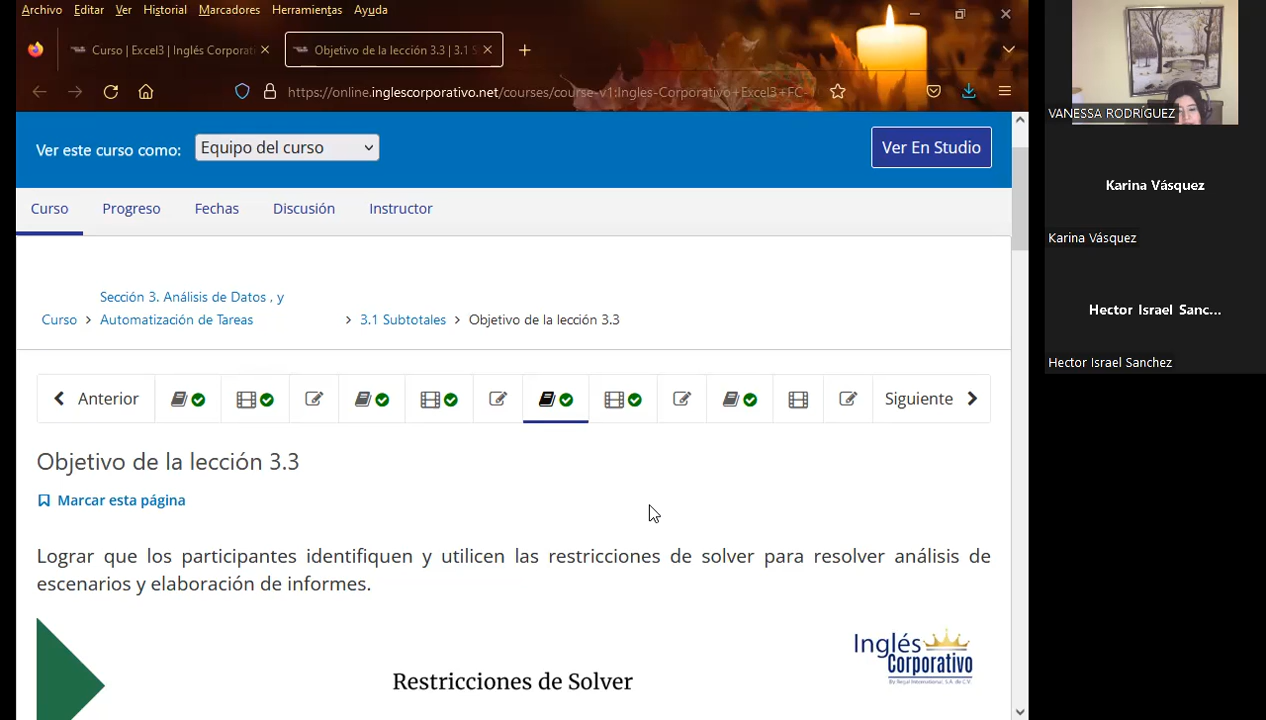 Archivo Editar Ver Historial Marcadores Herramientas Ayuda
Curso | Excel3 | Inglés Corporati
Objetivo de la lección 3.3 | 3.1 S
https://online.inglescorporativo.net/courses/course-v1:Ingles-Corporativo+Excel3+FC-
Ver este curso como: Equipo del curso
Ver En Studio
Curso Progreso Fechas Discusión Instructor
Sección 3. Análisis de Datos , y
Curso > Automatización de Tareas > 3.1 Subtotales > Objetivo de la lección 3.3
Anterior
Siguiente
Objetivo de la lección 3.3
Marcar esta página
Lograr que los participantes identifiquen y utilicen las restricciones de solver para resolver análisis de
escenarios y elaboración de informes.
Restricciones de Solver
Inglés
Corporativo
VANESSA RODRÍGUEZ
Karina Vásquez
Karina Vásquez
Hector Israel Sanc...
Hector Israel Sanchez